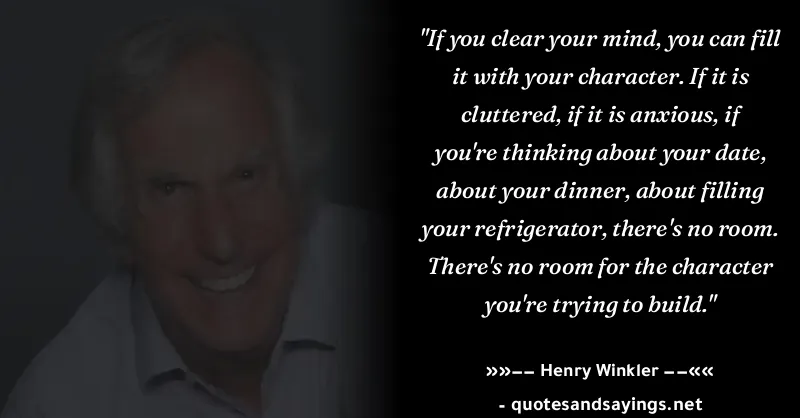 "If you clear your mind, you can fill
it with your character. If it is
cluttered, if it is anxious, if
you're thinking about your date,
about your dinner, about filling
your refrigerator, there's no room.
There's no room for the character
you're trying to build."
»»−− Henry Winkler −−««
- quotesandsayings.net